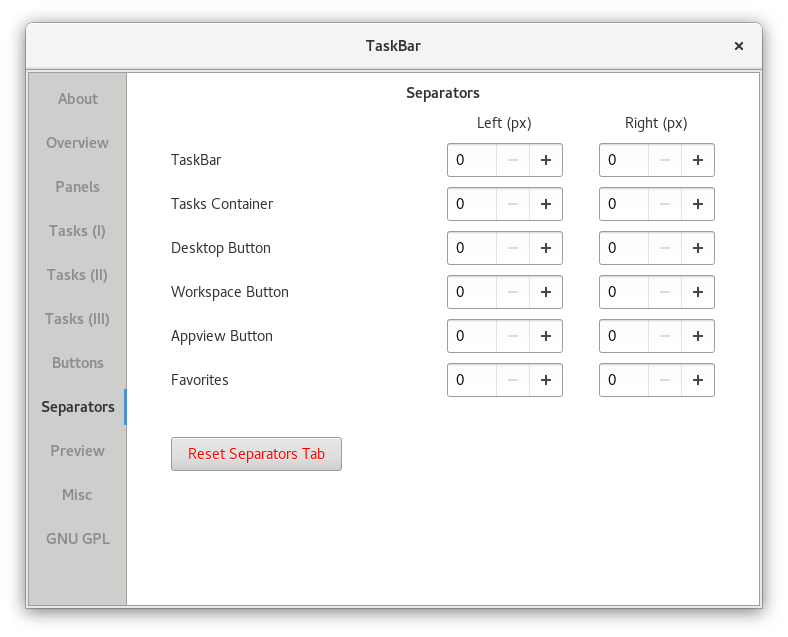 TaskBar
About
Overview
Panels
Tasks (I)
Tasks (II)
Tasks (III)
Buttons
Separators
Preview
Misc
GNU GPL
Separators
Left (px) Right (px)
TaskBar 0 0
Tasks Container 0 0
Desktop Button 0 0
Workspace Button 0 0
Appview Button 0 0
Favorites 0 0
Reset Separators Tab